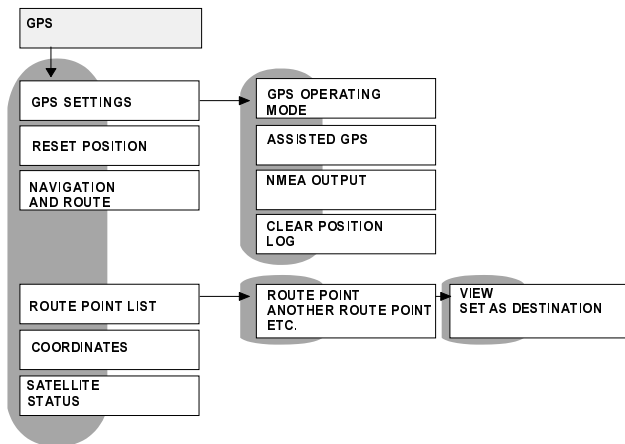 GPS
GPS SETTINGS
RESET POSITION
NAVIGATION
AND ROUTE
ROUTE POINT LIST
COORDINATES
SATELLITE
STATUS
GPS OPERATING
MODE
ASSISTED GPS
NMEA OUTPUT
CLEAR POSITION
LOG
ROUTE POINT
ANOTHER ROUTE POINT
ETC.
VIEW
SET AS DESTINATION